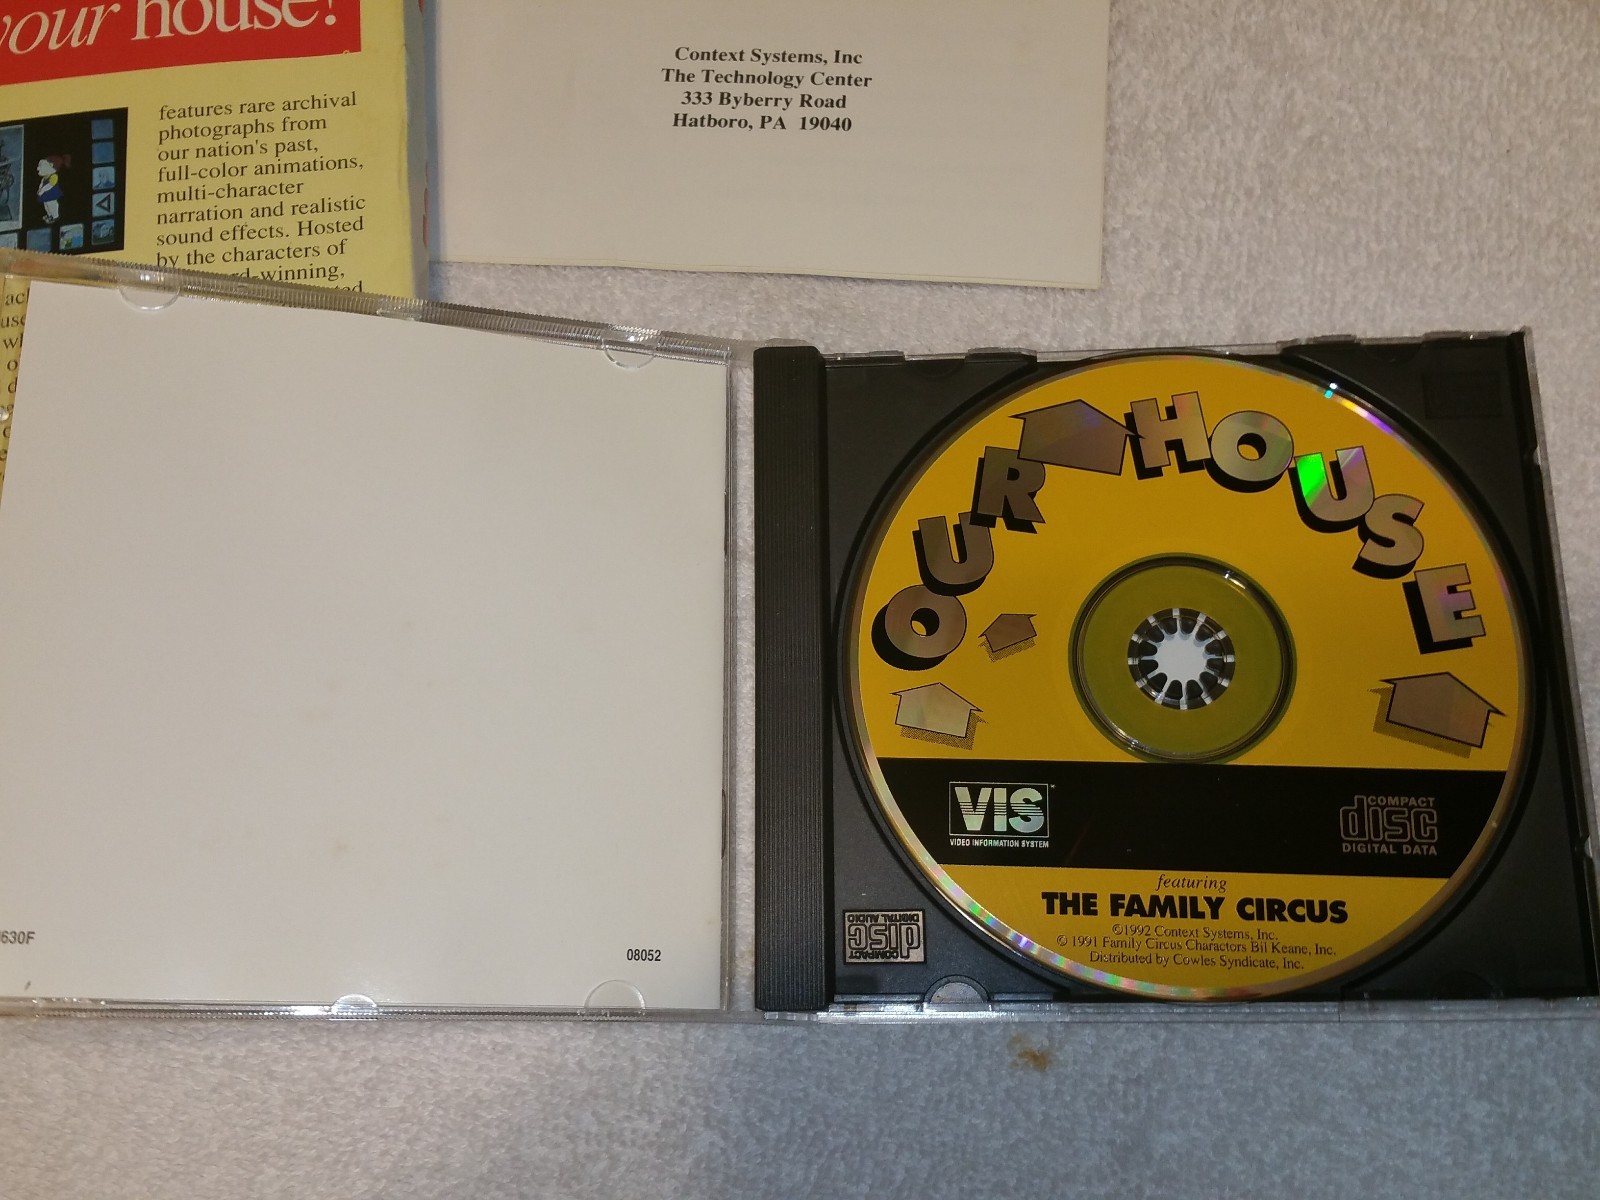 your house!
features rare archival
photographs from
our nation's past,
full-color animations,
multi-character
narration and realistic
sound effects. Hosted
by the characters of
-winning,
Context Systems, Inc
The Technology Center
333 Byberry Road
Hatboro, PA 19040
630F
08052
OUR HOUSE
VIS
VIDEO INFORMATION SYSTEM
COMPACT
disc
DIGITAL DATA
featuring
THE FAMILY CIRCUS
©1992 Context Systems, Inc.
© 1991 Family Circus Charactors Bil Keane, Inc.
Distributed by Cowles Syndicate, Inc.
COMPACT
disc
DIGITAL AUDIO